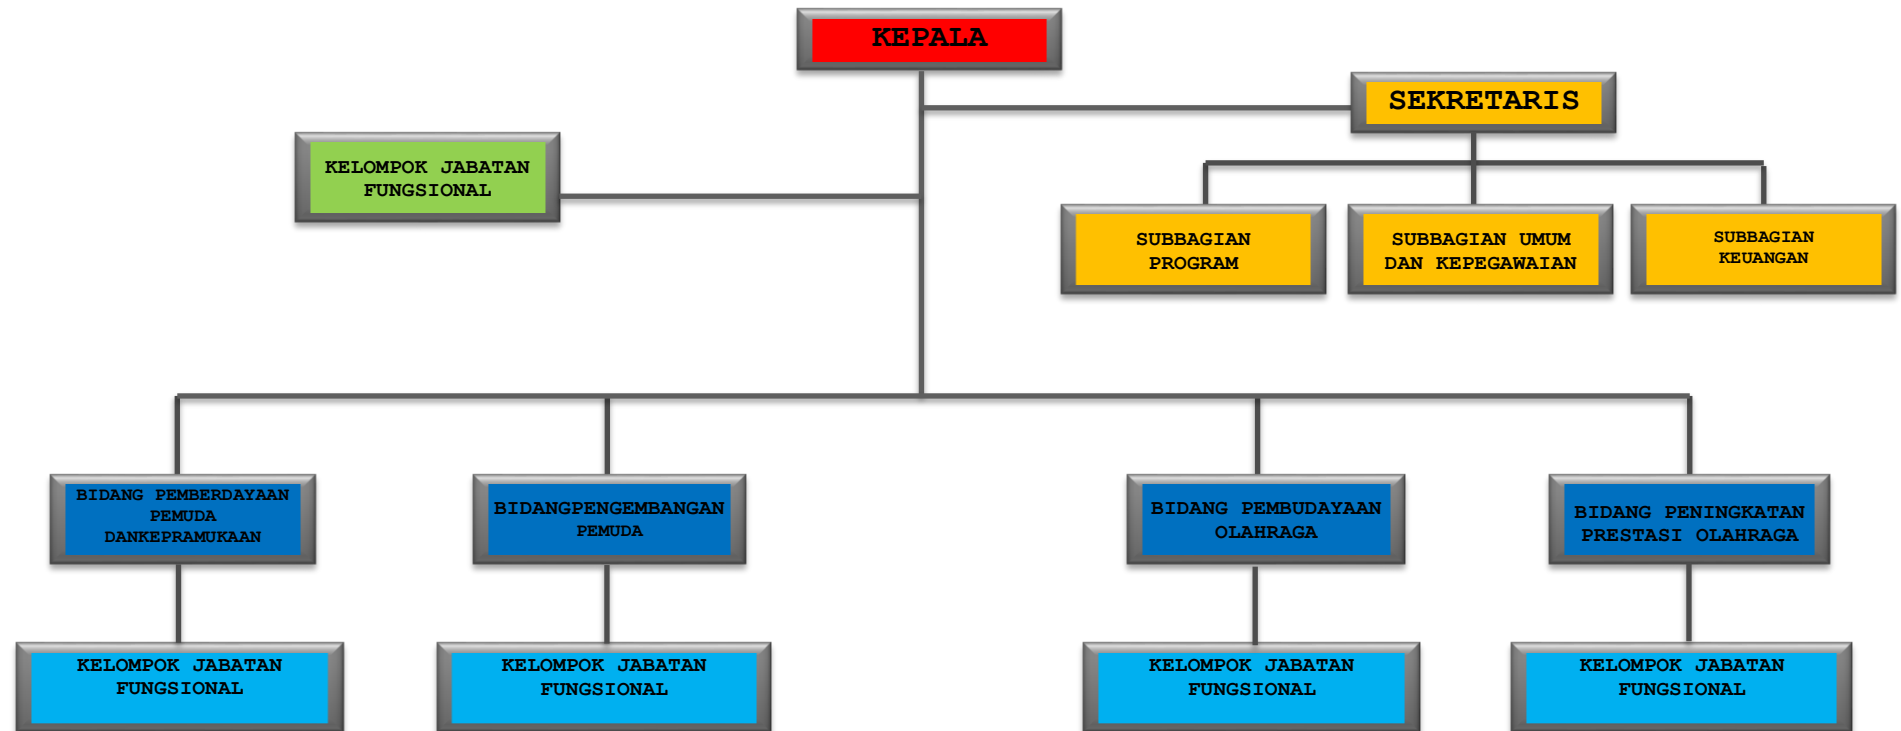 KEPALA
SEKRETARIS
KELOMPOK JABATAN
FUNGSIONAL
SUBBAGIAN
PROGRAM
SUBBAGIAN UMUM
DAN KEPEGAWAIAN
SUBBAGIAN
KEUANGAN
BIDANG PEMBERDAYAAN
PEMUDA
DANKEPRAMUKAAN
BIDANGPENGEMBANGAN
PEMUDA
BIDANG PEMBUDAYAAN
OLAHRAGA
BIDANG PENINGKATAN
PRESTASI OLAHRAGA
KELOMPOK JABATAN
FUNGSIONAL
KELOMPOK JABATAN
FUNGSIONAL
KELOMPOK JABATAN
FUNGSIONAL
KELOMPOK JABATAN
FUNGSIONAL